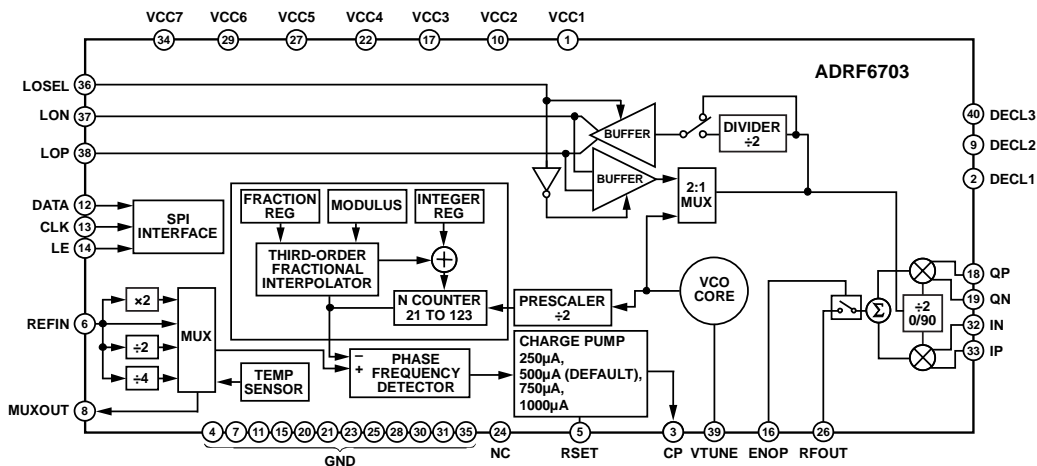 VCC7 VCC6 VCC5 VCC4 VCC3 VCC2 VCC1
34 29 27 22 17 10 1
ADRF6703
LOSEL 36
LON 37
LOP 38
BUFFER
DIVIDER
÷2
BUFFER
2:1
MUX
40 DECL3
9 DECL2
2 DECL1
DATA 12
CLK 13
LE 14
SPI
INTERFACE
FRACTION
REG
MODULUS
INTEGER
REG
THIRD-ORDER
FRACTIONAL
INTERPOLATOR
+
N COUNTER
21 TO 123
PRESCALER
÷2
VCO
CORE
Σ
÷2
0/90
18 QP
19 QN
32 IN
33 IP
REFIN 6
×2
÷2
÷4
MUX
TEMP
SENSOR
−
+
PHASE
FREQUENCY
DETECTOR
CHARGE PUMP
250µA,
500µA (DEFAULT),
750µA,
1000µA
MUXOUT 8
4 7 11 15 20 21 23 25 28 30 31 35 24 5 3 39 16 26
GND NC RSET CP VTUNE ENOP RFOUT